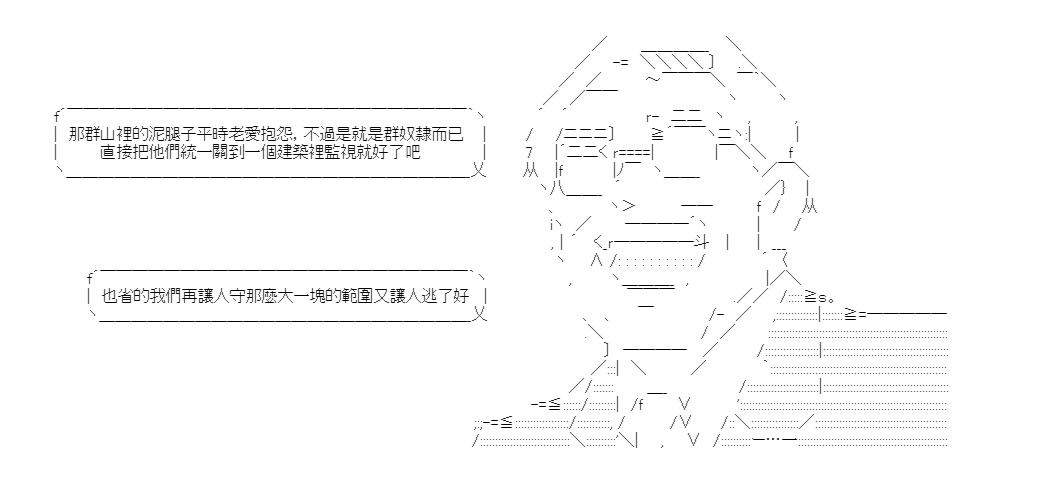 那群山裡的泥腿子平時老愛抱怨，不過是就是群奴隸而已
直接把他們統一關到一個建築裡監視就好了吧
也省的我們再讓人守那麼大一塊的範圍又讓人逃了好